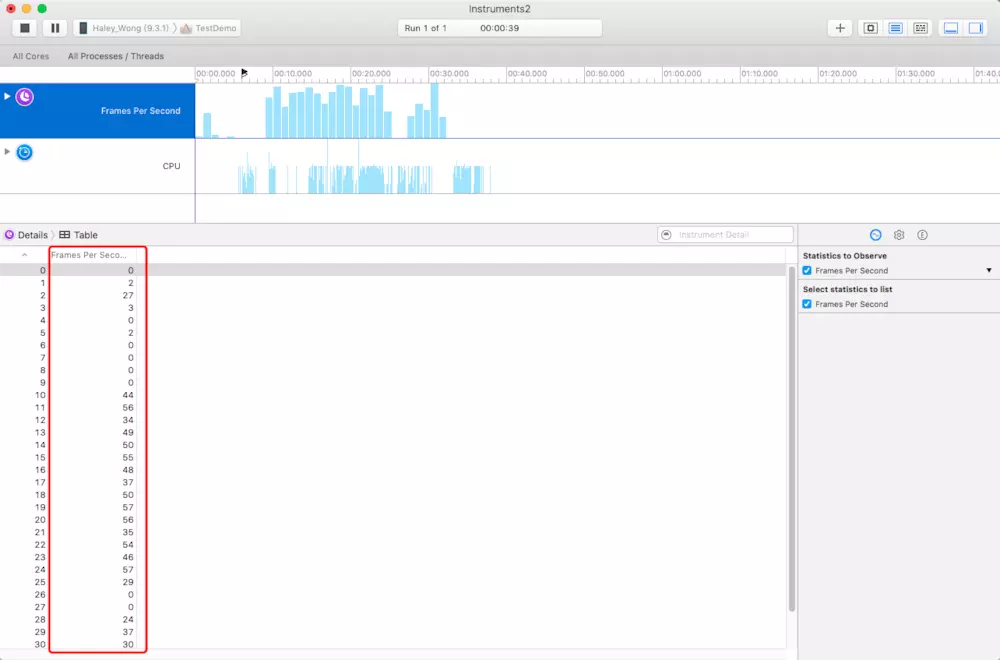 Instruments2
Haley_Wong (9.3.1) TestDemo
Run 1 of 1 00:00:39
All Cores All Processes / Threads
00:00.000 00:10.000 00:20.000 00:30.000 00:40.000 00:50.000 01:00.000 01:10.000 01:20.000 01:30.000 01:40.0
Frames Per Second
CPU
Details Table
Instrument Detail
Frames Per Seco...
0 0
1 2
2 27
3 3
4 0
5 2
6 0
7 0
8 0
9 0
10 44
11 56
12 34
13 49
14 50
15 55
16 48
17 37
18 50
19 57
20 56
21 35
22 54
23 46
24 57
25 29
26 0
27 0
28 24
29 37
30 30
Statistics to Observe
Frames Per Second
Select statistics to list
Frames Per Second